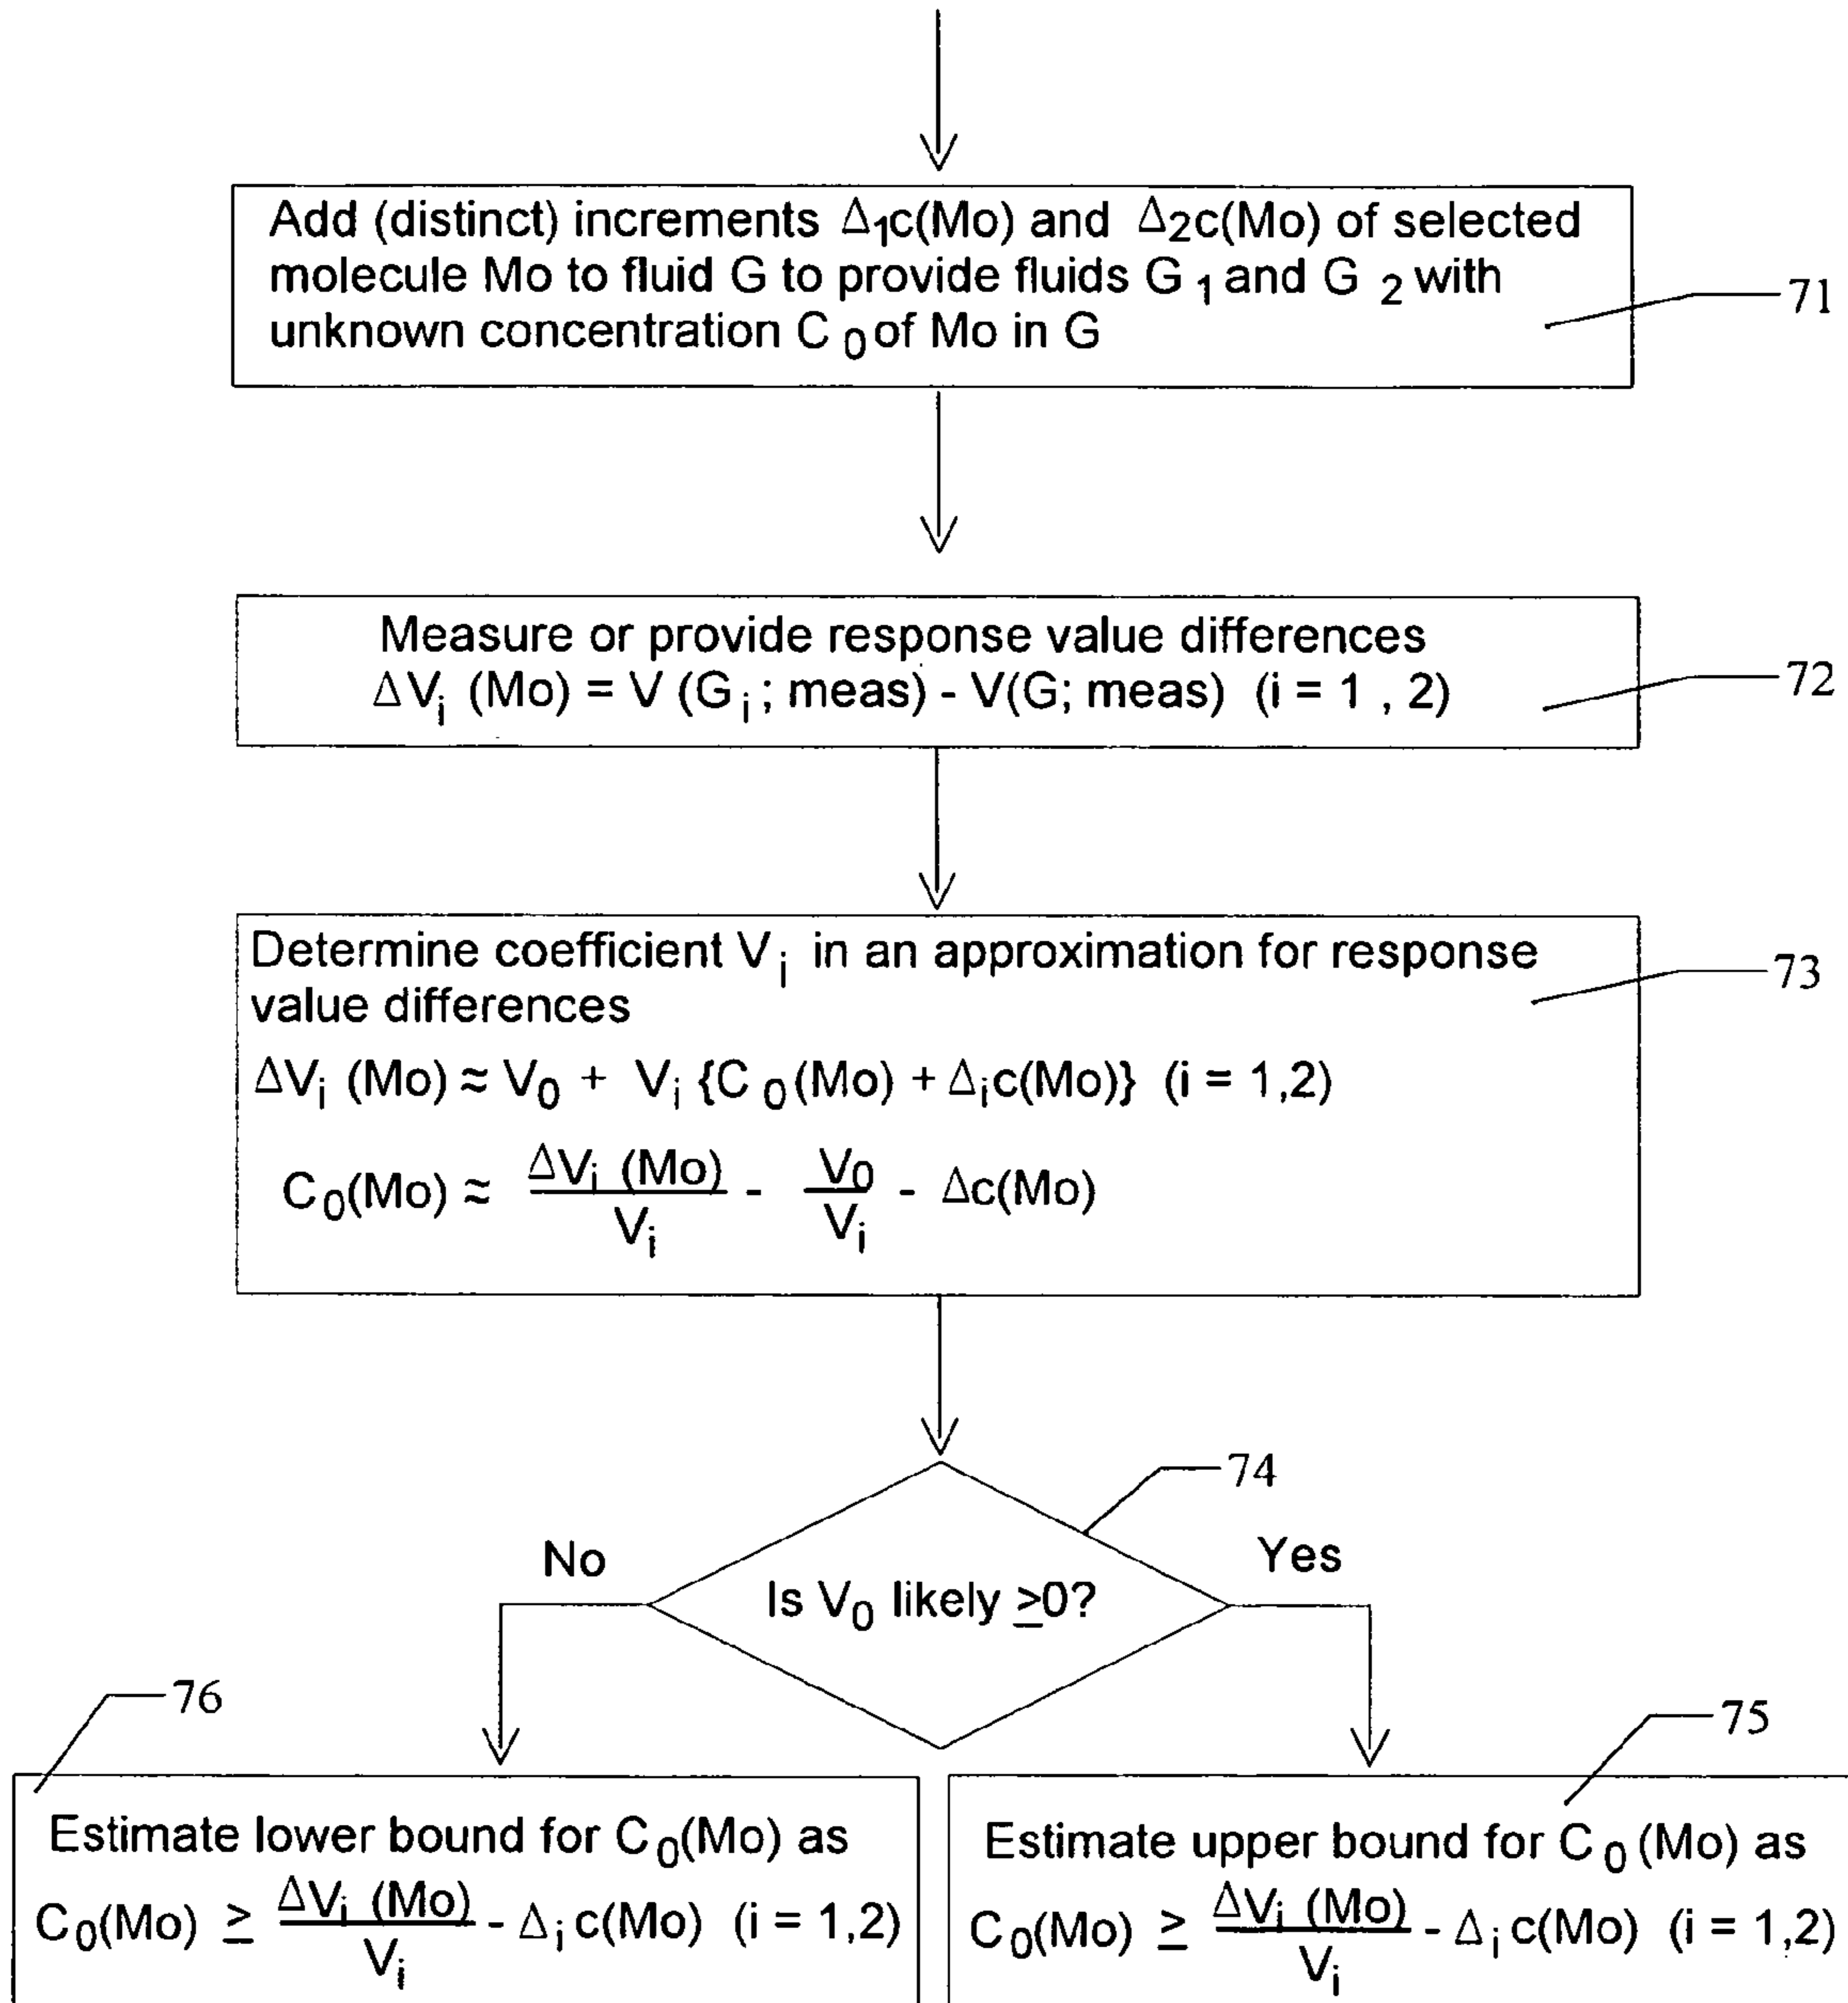 Add (distinct) increments Δ₁c(Mo) and Δ₂c(Mo) of selected
molecule Mo to fluid G to provide fluids G₁ and G₂ with
unknown concentration C₀ of Mo in G
71
Measure or provide response value differences
ΔVᵢ (Mo) = V (Gᵢ ; meas) - V(G; meas) (i = 1 , 2)
72
Determine coefficient Vᵢ in an approximation for response
value differences
73
ΔVᵢ (Mo) ≈ V₀ + Vᵢ {C₀(Mo) + Δᵢc(Mo)} (i = 1,2)
C₀(Mo) ≈ ΔVᵢ (Mo)/Vᵢ - V₀/Vᵢ - Δc(Mo)
74
No
Yes
Is V₀ likely ≥0?
76
75
Estimate lower bound for C₀(Mo) as
C₀(Mo) ≥ ΔVᵢ (Mo)/Vᵢ - Δᵢ c(Mo) (i = 1,2)
Estimate upper bound for C₀ (Mo) as
C₀(Mo) ≥ ΔVᵢ (Mo)/Vᵢ - Δᵢ c(Mo) (i = 1,2)